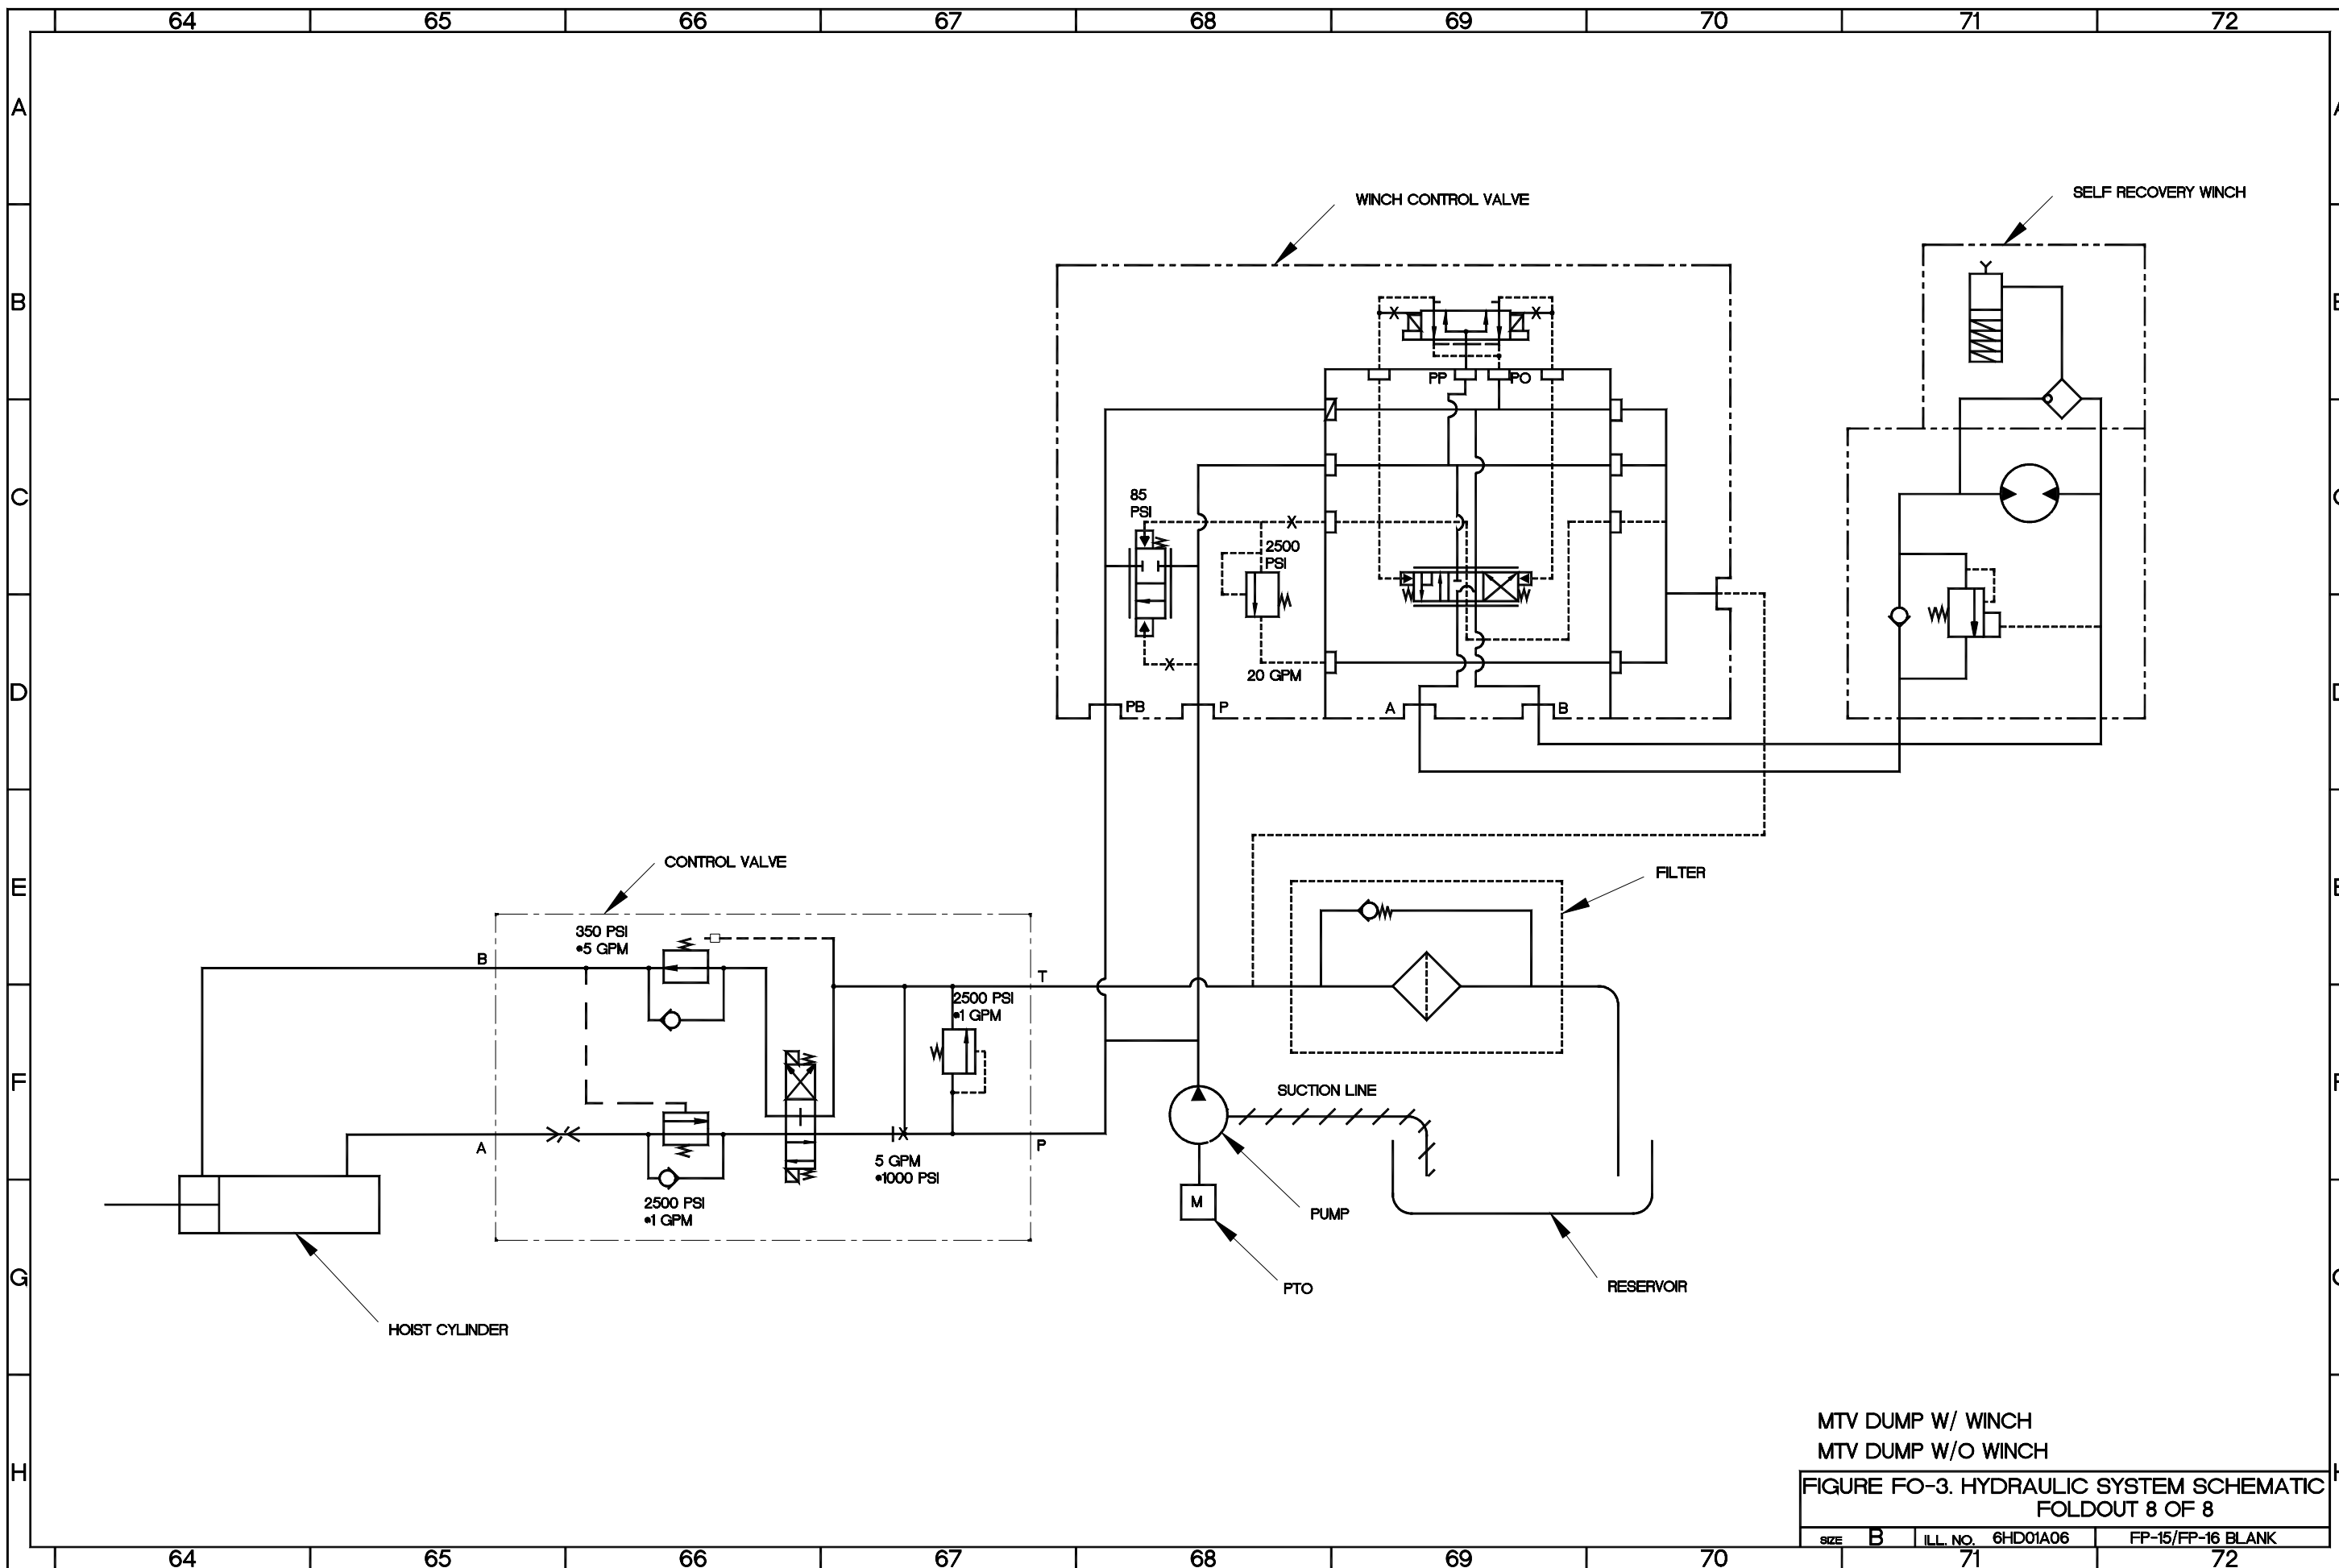 64 65 66 67 68 69 70 71 72
A
B
C
D
E
F
G
H
WINCH CONTROL VALVE
SELF RECOVERY WINCH
PP
PO
85
PSI
2500
PSI
20 GPM
PB
P
A
B
CONTROL VALVE
FILTER
350 PSI
•5 GPM
B
T
2500 PSI
•1 GPM
SUCTION LINE
A
P
5 GPM
•1000 PSI
2500 PSI
•1 GPM
M
PUMP
PTO
RESERVOIR
HOIST CYLINDER
MTV DUMP W/ WINCH
MTV DUMP W/O WINCH
FIGURE FO-3. HYDRAULIC SYSTEM SCHEMATIC
FOLDOUT 8 OF 8
SIZE B ILL. NO. 6HD01A06 FP-15/FP-16 BLANK
64 65 66 67 68 69 70 71 72